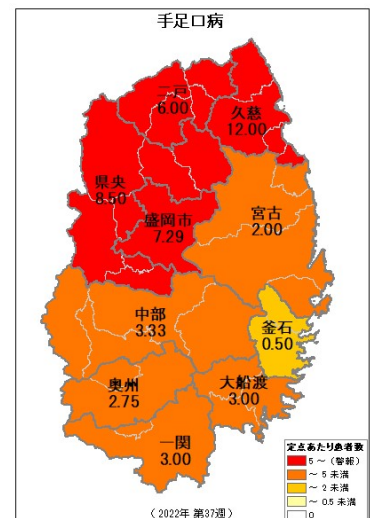 手足口病
二戸
6.00
久慈
12.00
県央
8.50
盛岡市
7.29
宮古
2.00
中部
3.33
釜石
0.50
奥州
2.75
大船渡
3.00
一関
3.00
定点あたり患者数
5 ～ (警報)
～ 5 未満
～ 2 未満
～ 0.5 未満
0
( 2022年 第37週 )